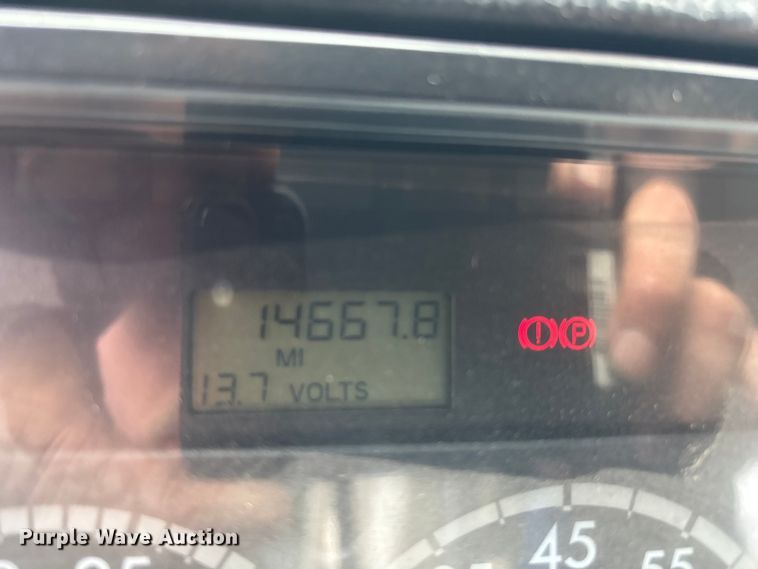 14667.8
MI
13.7 VOLTS
(!) (P)
45
55
Purple Wave Auction